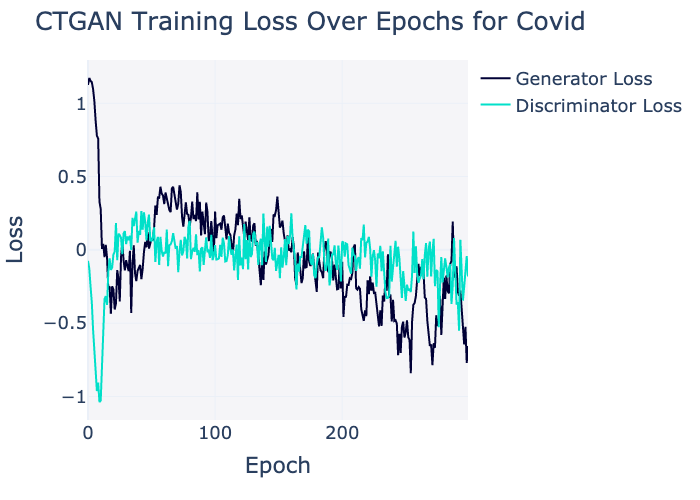 CTGAN Training Loss Over Epochs for Covid
Generator Loss
Discriminator Loss
Loss
1
0.5
0
−0.5
−1
0
100
200
Epoch